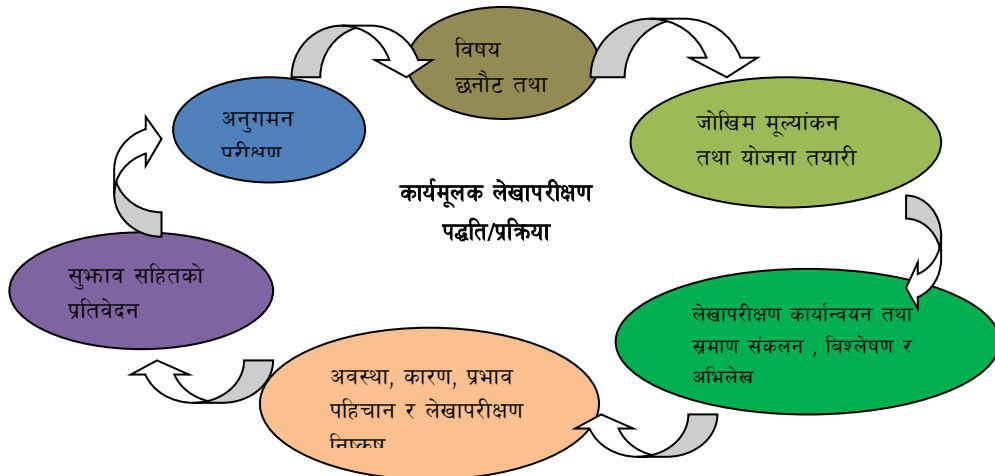 विषय
छनौट तथा
जोखिम मूल्यांकन
तथा योजना तयारी
लेखापरीक्षण कार्यान्वयन तथा
स्रमाण संकलन , बिश्लेषण र
अभिलेख
अवस्था, कारण, प्रभाव
पहिचान र लेखापरीक्षण
निष्कष
सुझाव सहितको
प्रतिवेदन
अनुगमन
परीक्षण
कार्यमूलक लेखापरीक्षण
पद्धति/प्रक्रिया